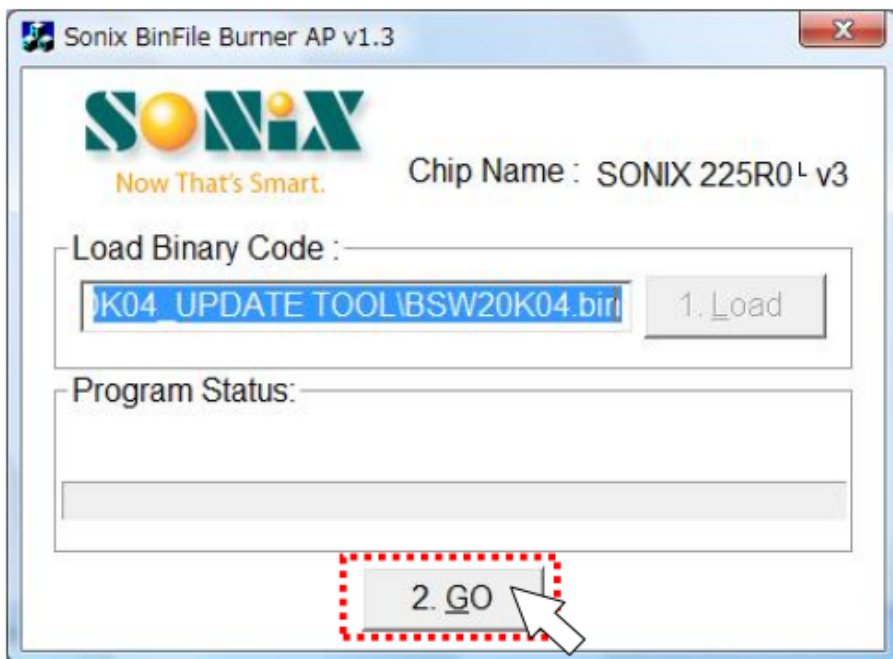 Sonix BinFile Burner AP v1.3
SONiX
Now That's Smart.
Chip Name : SONIX 225R0└ v3
Load Binary Code :
)K04_UPDATE TOOL\BSW20K04.bin
1. Load
Program Status:
2. GO